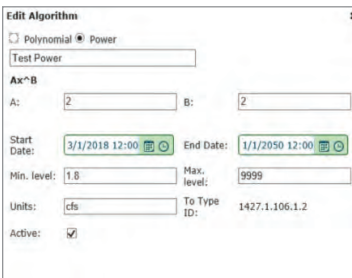 Edit Algorithm
Polynomial Power
Test Power
Ax^B
A: 2 B: 2
Start Date: 3/1/2018 12:00 End Date: 1/1/2050 12:00
Min. level: 1.8 Max. level: 9999
Units: cfs To Type ID: 1427.1.106.1.2
Active: